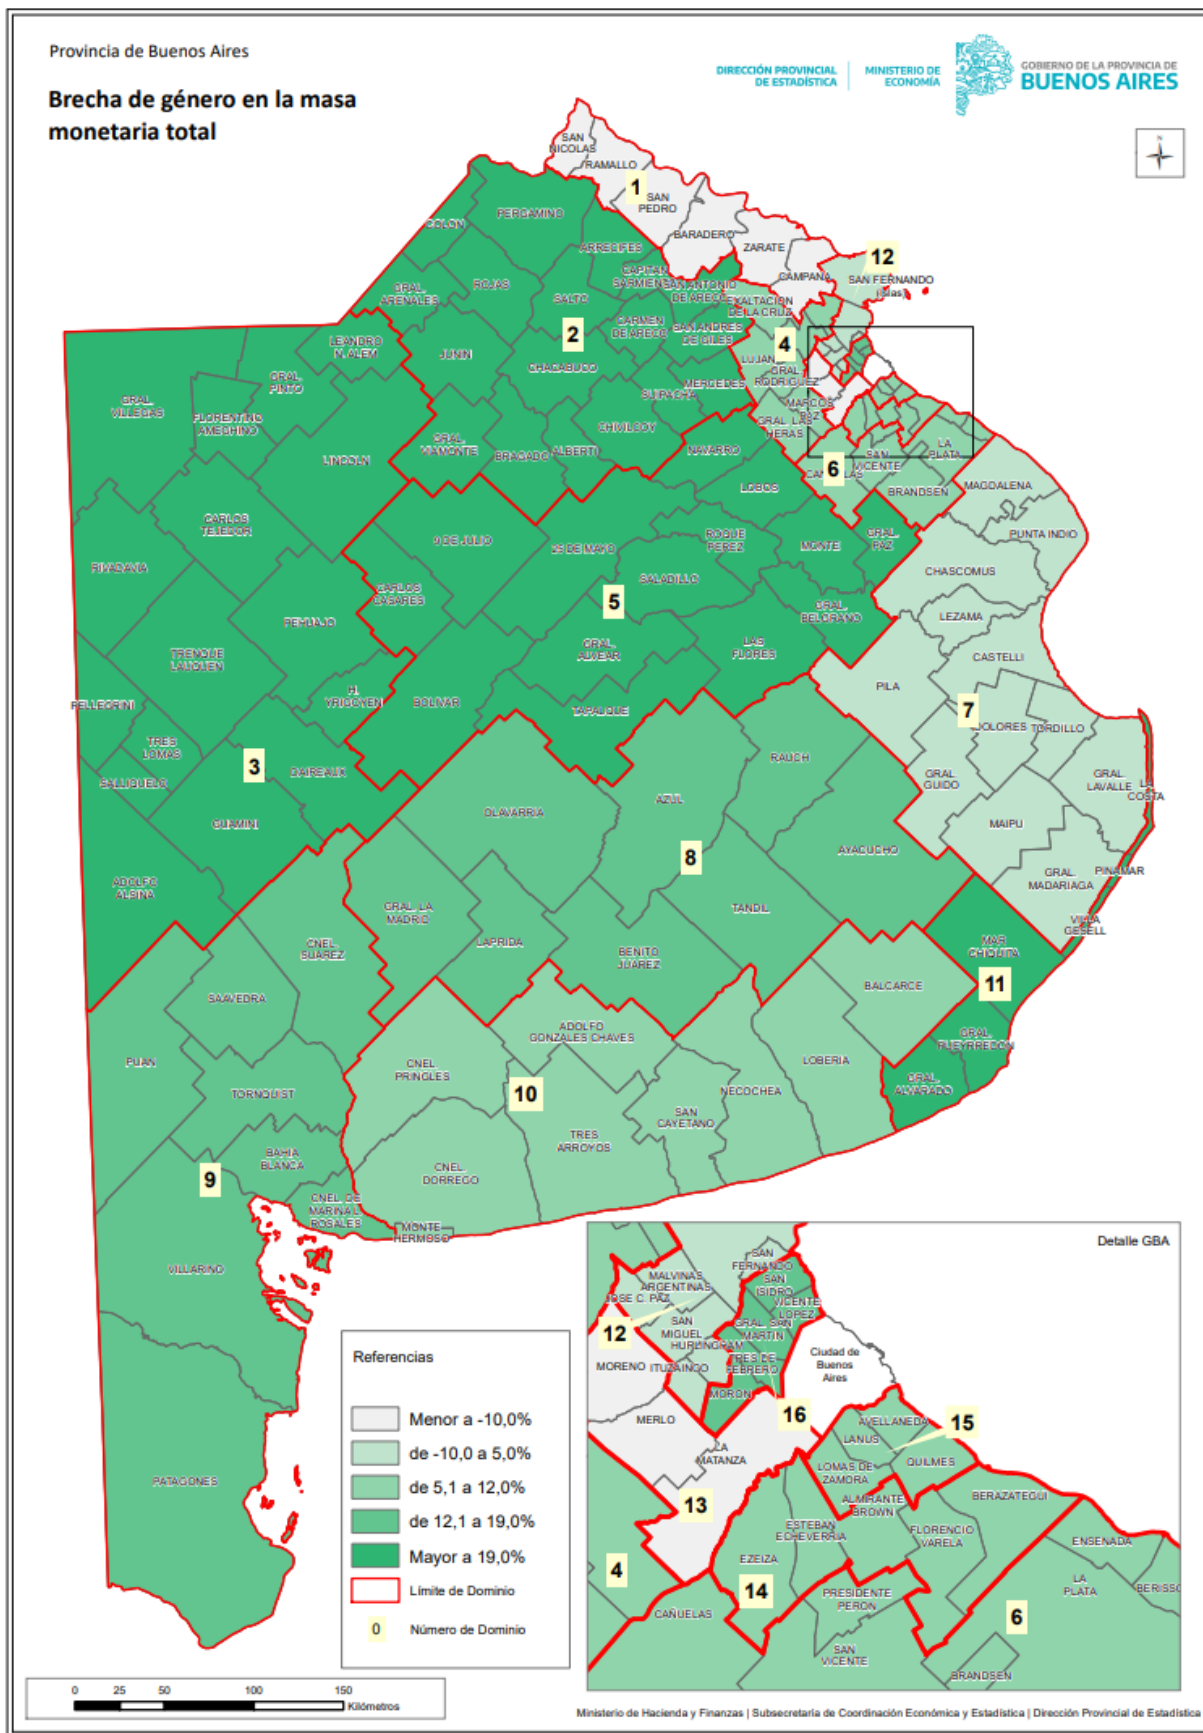 Provincia de Buenos Aires
Brecha de género en la masa
monetaria total
DIRECCIÓN PROVINCIAL
DE ESTADÍSTICA
MINISTERIO DE
ECONOMÍA
GOBIERNO DE LA PROVINCIA DE
BUENOS AIRES
N
SAN
NICOLAS
RAMALLO
1
SAN
PEDRO
BARADERO
ZARATE
CAMPANA
12
SAN FERNANDO
(Islas)
COLON
PERGAMINO
ARRECIFES
CAPITAN
SARMIENTO
SAN ANTONIO
DE ARECO
EXALTACION
DE LA CRUZ
GRAL.
ARENALES
ROJAS
SALTO
CARMEN
DE ARECO
SAN ANDRES
DE GILES
2
4
LUJAN
GRAL.
RODRIGUEZ
LEANDRO
N. ALEM
JUNIN
CHACABUCO
SUIPACHA
MERCEDES
MARCOS
PAZ
GRAL. LAS
HERAS
GRAL.
PINTO
GRAL.
VILLEGAS
FLORENTINO
AMEGHINO
LINCOLN
GRAL.
VIAMONTE
BRAGADO
ALBERTI
CHIVILCOY
NAVARRO
LOBOS
6
CAÑUELAS
SAN
VICENTE
LA
PLATA
BRANDSEN
MAGDALENA
PUNTA INDIO
CARLOS
TEJEDOR
9 DE JULIO
25 DE MAYO
ROQUE
PEREZ
MONTE
GRAL.
PAZ
RIVADAVIA
CARLOS
CASARES
SALADILLO
CHASCOMUS
5
PEHUAJO
GRAL.
BELGRANO
LEZAMA
TRENQUE
LAUQUEN
GRAL.
ALVEAR
LAS
FLORES
CASTELLI
PELLEGRINI
H.
YRIGOYEN
BOLIVAR
TAPALQUE
PILA
7
DOLORES
TORDILLO
TRES
LOMAS
SALLIQUELO
3
DAIREAUX
RAUCH
GRAL.
GUIDO
GRAL.
LAVALLE
LA
COSTA
GUAMINI
OLAVARRIA
AZUL
MAIPU
ADOLFO
ALSINA
8
AYACUCHO
GRAL.
MADARIAGA
PINAMAR
GRAL. LA
MADRID
TANDIL
VILLA
GESELL
CNEL.
SUAREZ
LAPRIDA
BENITO
JUAREZ
MAR
CHIQUITA
SAAVEDRA
BALCARCE
11
PUAN
ADOLFO
GONZALES CHAVES
GRAL.
PUEYRREDON
CNEL.
PRINGLES
LOBERIA
GRAL.
ALVARADO
TORNQUIST
10
NECOCHEA
SAN
CAYETANO
TRES
ARROYOS
BAHIA
BLANCA
9
CNEL.
DORREGO
CNEL. DE
MARINA L.
ROSALES
MONTE
HERMOSO
VILLARINO
PATAGONES
Referencias
Menor a -10,0%
de -10,0 a 5,0%
de 5,1 a 12,0%
de 12,1 a 19,0%
Mayor a 19,0%
Límite de Dominio
0 Número de Dominio
Detalle GBA
SAN
FERNANDO
SAN
ISIDRO
MALVINAS
ARGENTINAS
JOSE C. PAZ
VICENTE
LOPEZ
12
SAN
MIGUEL
GRAL. SAN
MARTIN
HURLINGHAM
MORENO
ITUZAINGO
TRES DE
FEBRERO
Ciudad de
Buenos
Aires
MORON
MERLO
16
AVELLANEDA
15
LANUS
LA
MATANZA
LOMAS DE
ZAMORA
QUILMES
13
ALMIRANTE
BROWN
BERAZATEGUI
ESTEBAN
ECHEVERRIA
FLORENCIO
VARELA
ENSENADA
4
EZEIZA
14
LA
PLATA
BERISSO
PRESIDENTE
PERON
CAÑUELAS
6
SAN
VICENTE
BRANDSEN
0 25 50 100 150
Kilómetros
Ministerio de Hacienda y Finanzas | Subsecretaría de Coordinación Económica y Estadística | Dirección Provincial de Estadística